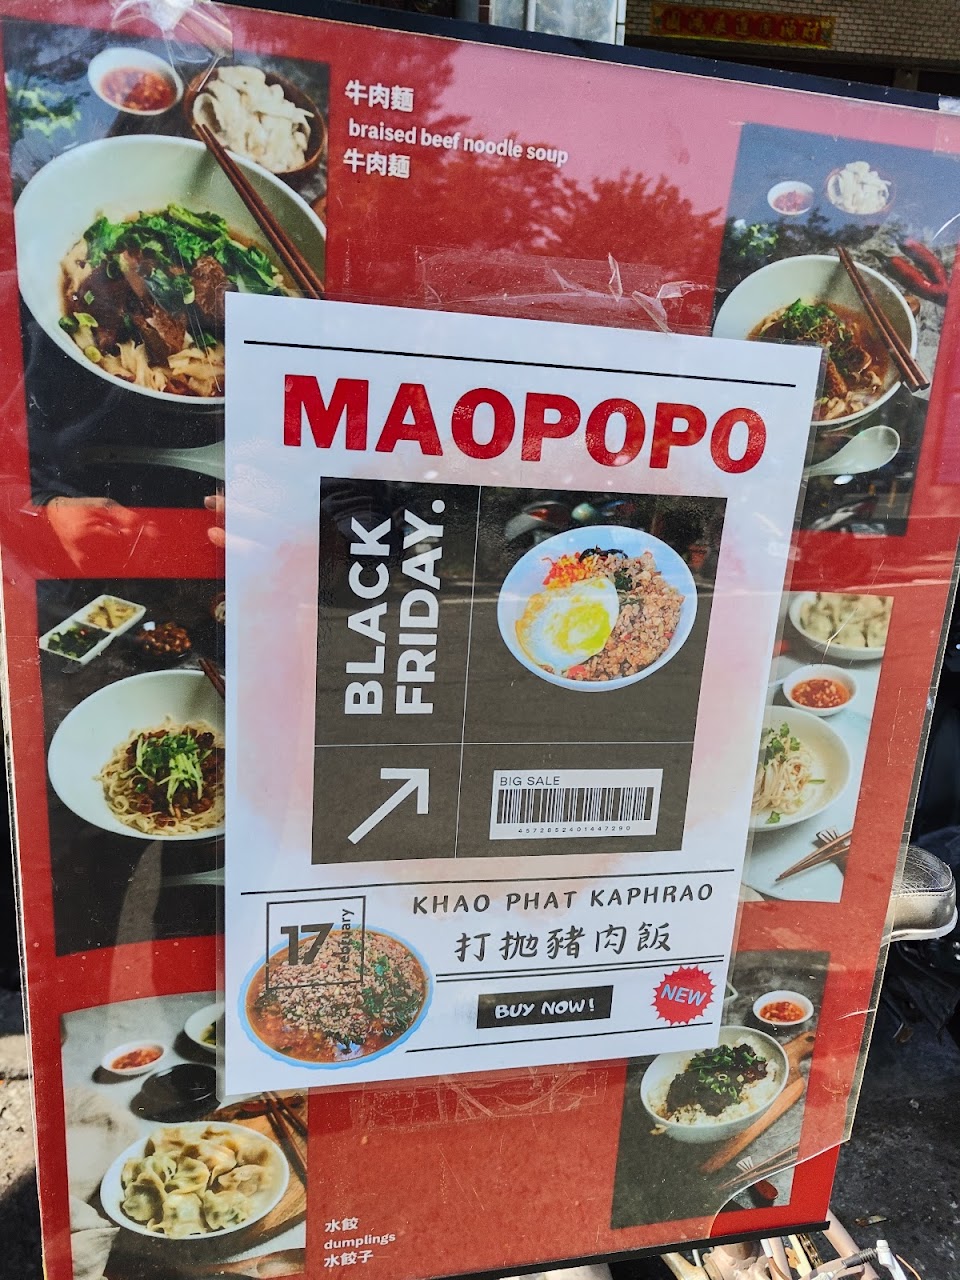 牛肉麵
braised beef noodle soup
牛肉麵
MAOPOPO
BLACK
FRIDAY.
BIG SALE
4572852401447290
KHAO PHAT KAPHRAO
打拋豬肉飯
17
February
BUY NOW!
NEW
水餃
dumplings
水餃子